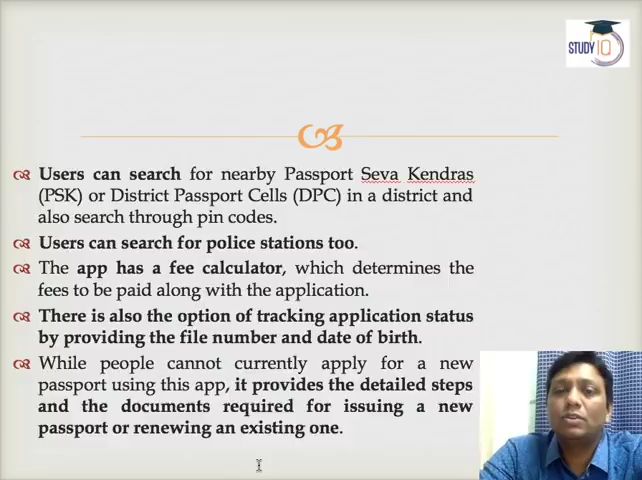 STUDY IQ
Users can search for nearby Passport Seva Kendras
(PSK) or District Passport Cells (DPC) in a district and
also search through pin codes.
Users can search for police stations too.
The app has a fee calculator, which determines the
fees to be paid along with the application.
There is also the option of tracking application status
by providing the file number and date of birth.
While people cannot currently apply for a new
passport using this app, it provides the detailed steps
and the documents required for issuing a new
passport or renewing an existing one.